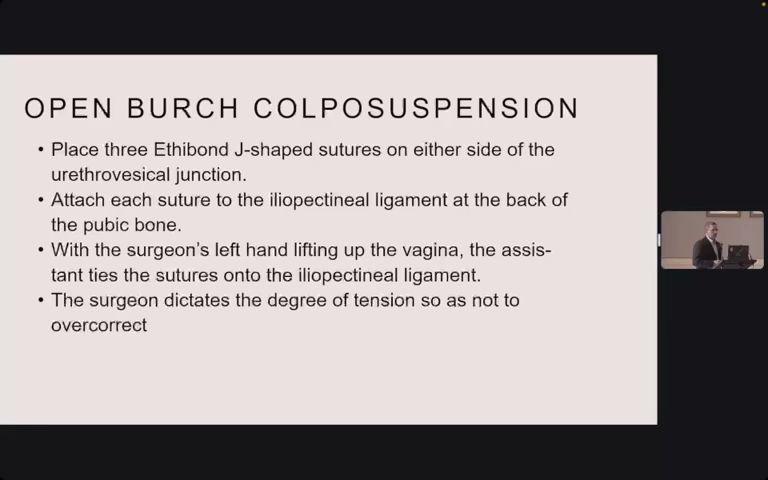 OPEN BURCH COLPOSUSPENSION
• Place three Ethibond J-shaped sutures on either side of the
urethrovesical junction.
• Attach each suture to the iliopectineal ligament at the back of
the pubic bone.
• With the surgeon's left hand lifting up the vagina, the assis-
tant ties the sutures onto the iliopectineal ligament.
• The surgeon dictates the degree of tension so as not to
overcorrect